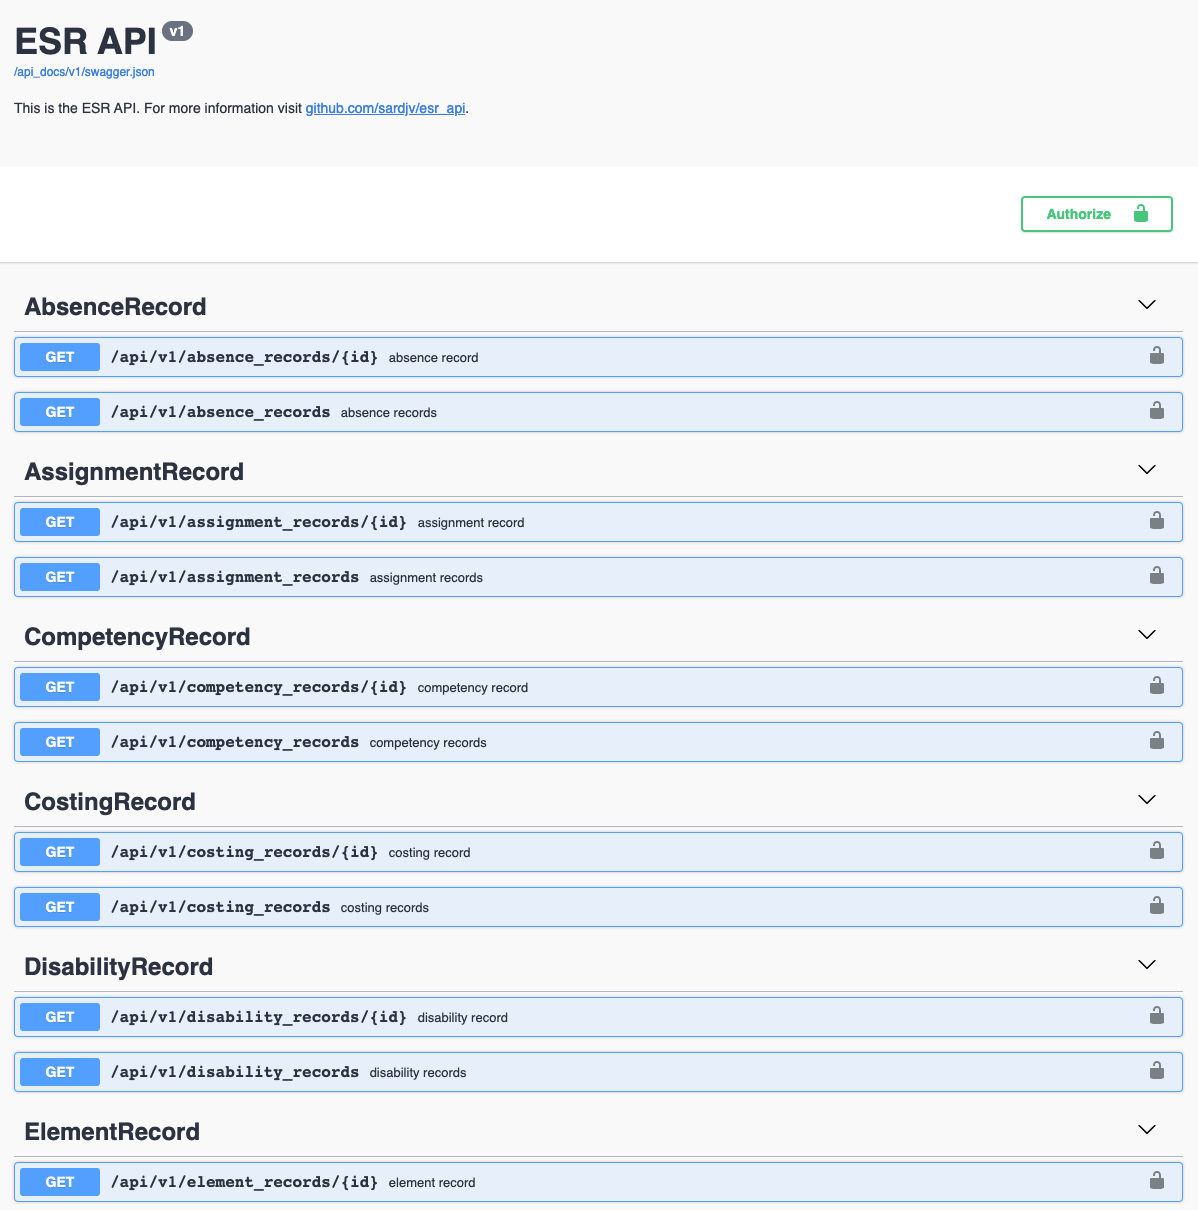 ESR API v1
/api_docs/v1/swagger.json
This is the ESR API. For more information visit github.com/sardjv/esr_api.
Authorize
AbsenceRecord
GET /api/v1/absence_records/{id} absence record
GET /api/v1/absence_records absence records
AssignmentRecord
GET /api/v1/assignment_records/{id} assignment record
GET /api/v1/assignment_records assignment records
CompetencyRecord
GET /api/v1/competency_records/{id} competency record
GET /api/v1/competency_records competency records
CostingRecord
GET /api/v1/costing_records/{id} costing record
GET /api/v1/costing_records costing records
DisabilityRecord
GET /api/v1/disability_records/{id} disability record
GET /api/v1/disability_records disability records
ElementRecord
GET /api/v1/element_records/{id} element record